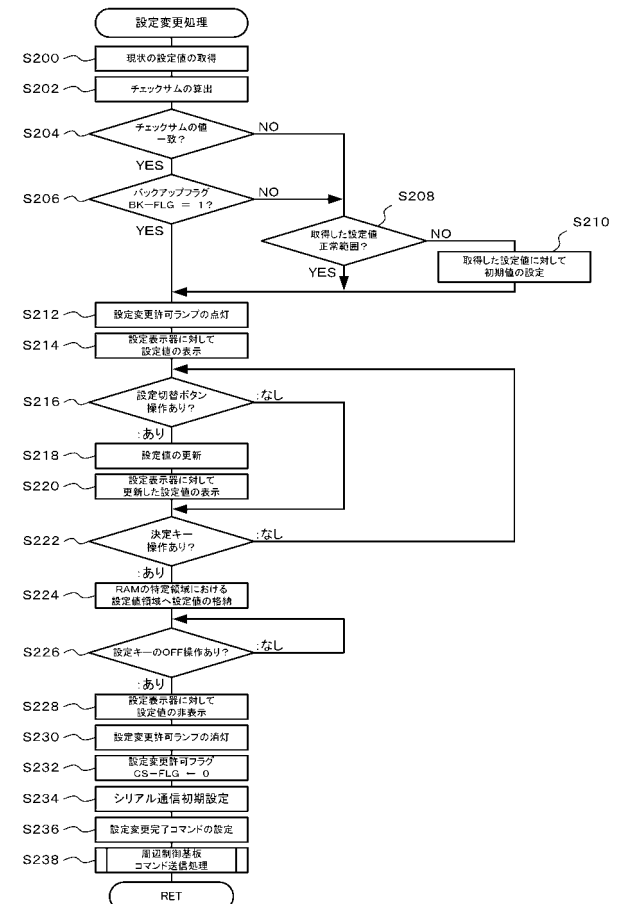 設定変更処理
S200
現状の設定値の取得
S202
チェックサムの算出
S204
チェックサムの値
一致?
NO
YES
S206
バックアップフラグ
BK-FLG = 1?
NO
YES
S208
取得した設定値
正常範囲?
NO
YES
S210
取得した設定値に対して
初期値の設定
S212
設定変更許可ランプの点灯
S214
設定表示器に対して
設定値の表示
S216
設定切替ボタン
操作あり?
:なし
:あり
S218
設定値の更新
S220
設定表示器に対して
更新した設定値の表示
S222
決定キー
操作あり?
:なし
:あり
S224
RAMの特定領域における
設定値領域へ設定値の格納
S226
設定キーのOFF操作あり?
:なし
:あり
S228
設定表示器に対して
設定値の非表示
S230
設定変更許可ランプの消灯
S232
設定変更許可フラグ
CS-FLG ← 0
S234
シリアル通信初期設定
S236
設定変更完了コマンドの設定
S238
周辺制御基板
コマンド送信処理
RET